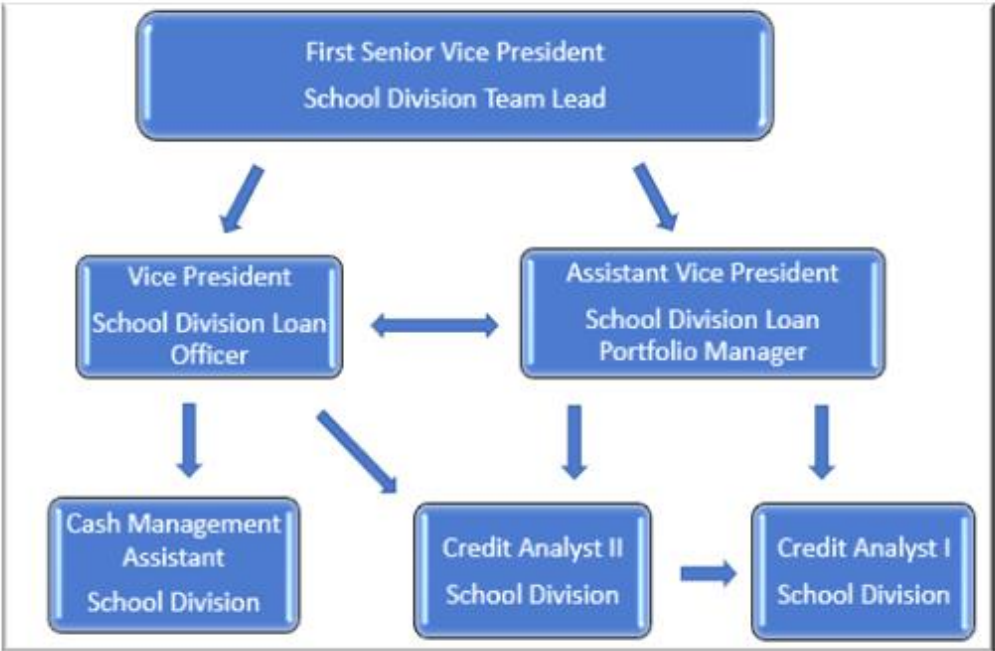 First Senior Vice President
School Division Team Lead
Vice President
School Division Loan
Officer
Assistant Vice President
School Division Loan
Portfolio Manager
Cash Management
Assistant
School Division
Credit Analyst II
School Division
Credit Analyst I
School Division